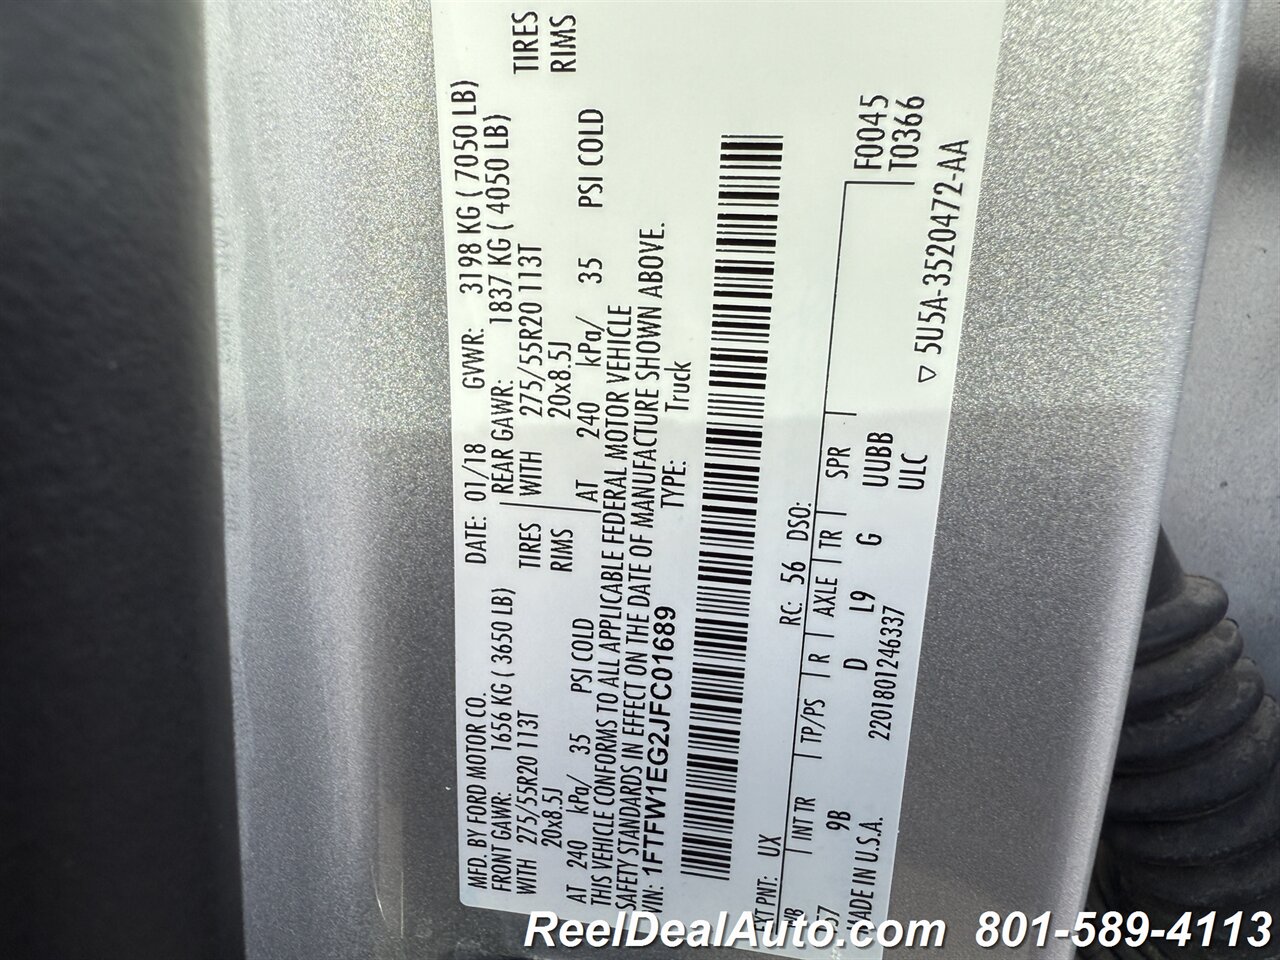 MFD. BY FORD MOTOR CO. DATE: 01/18 GVWR: 3198 KG ( 7050 LB)
FRONT GAWR: 1656 KG ( 3650 LB) REAR GAWR: 1837 KG ( 4050 LB)
WITH 275/55R20 113T TIRES WITH 275/55R20 113T TIRES
20x8.5J RIMS 20x8.5J RIMS
AT 240 kPa/ 35 PSI COLD AT 240 kPa/ 35 PSI COLD
THIS VEHICLE CONFORMS TO ALL APPLICABLE FEDERAL MOTOR VEHICLE
SAFETY STANDARDS IN EFFECT ON THE DATE OF MANUFACTURE SHOWN ABOVE.
VIN: 1FTFW1EG2JFC01689 TYPE: Truck
EXT PNT: UX RC: 56 DSO:
WB INT TR TP/PS R AXLE TR SPR F0045
157 9B D L9 G UUBB T0366
ULC
MADE IN U.S.A. 2201801246337 ▽ 5U5A-3520472-AA
ReelDealAuto.com 801-589-4113